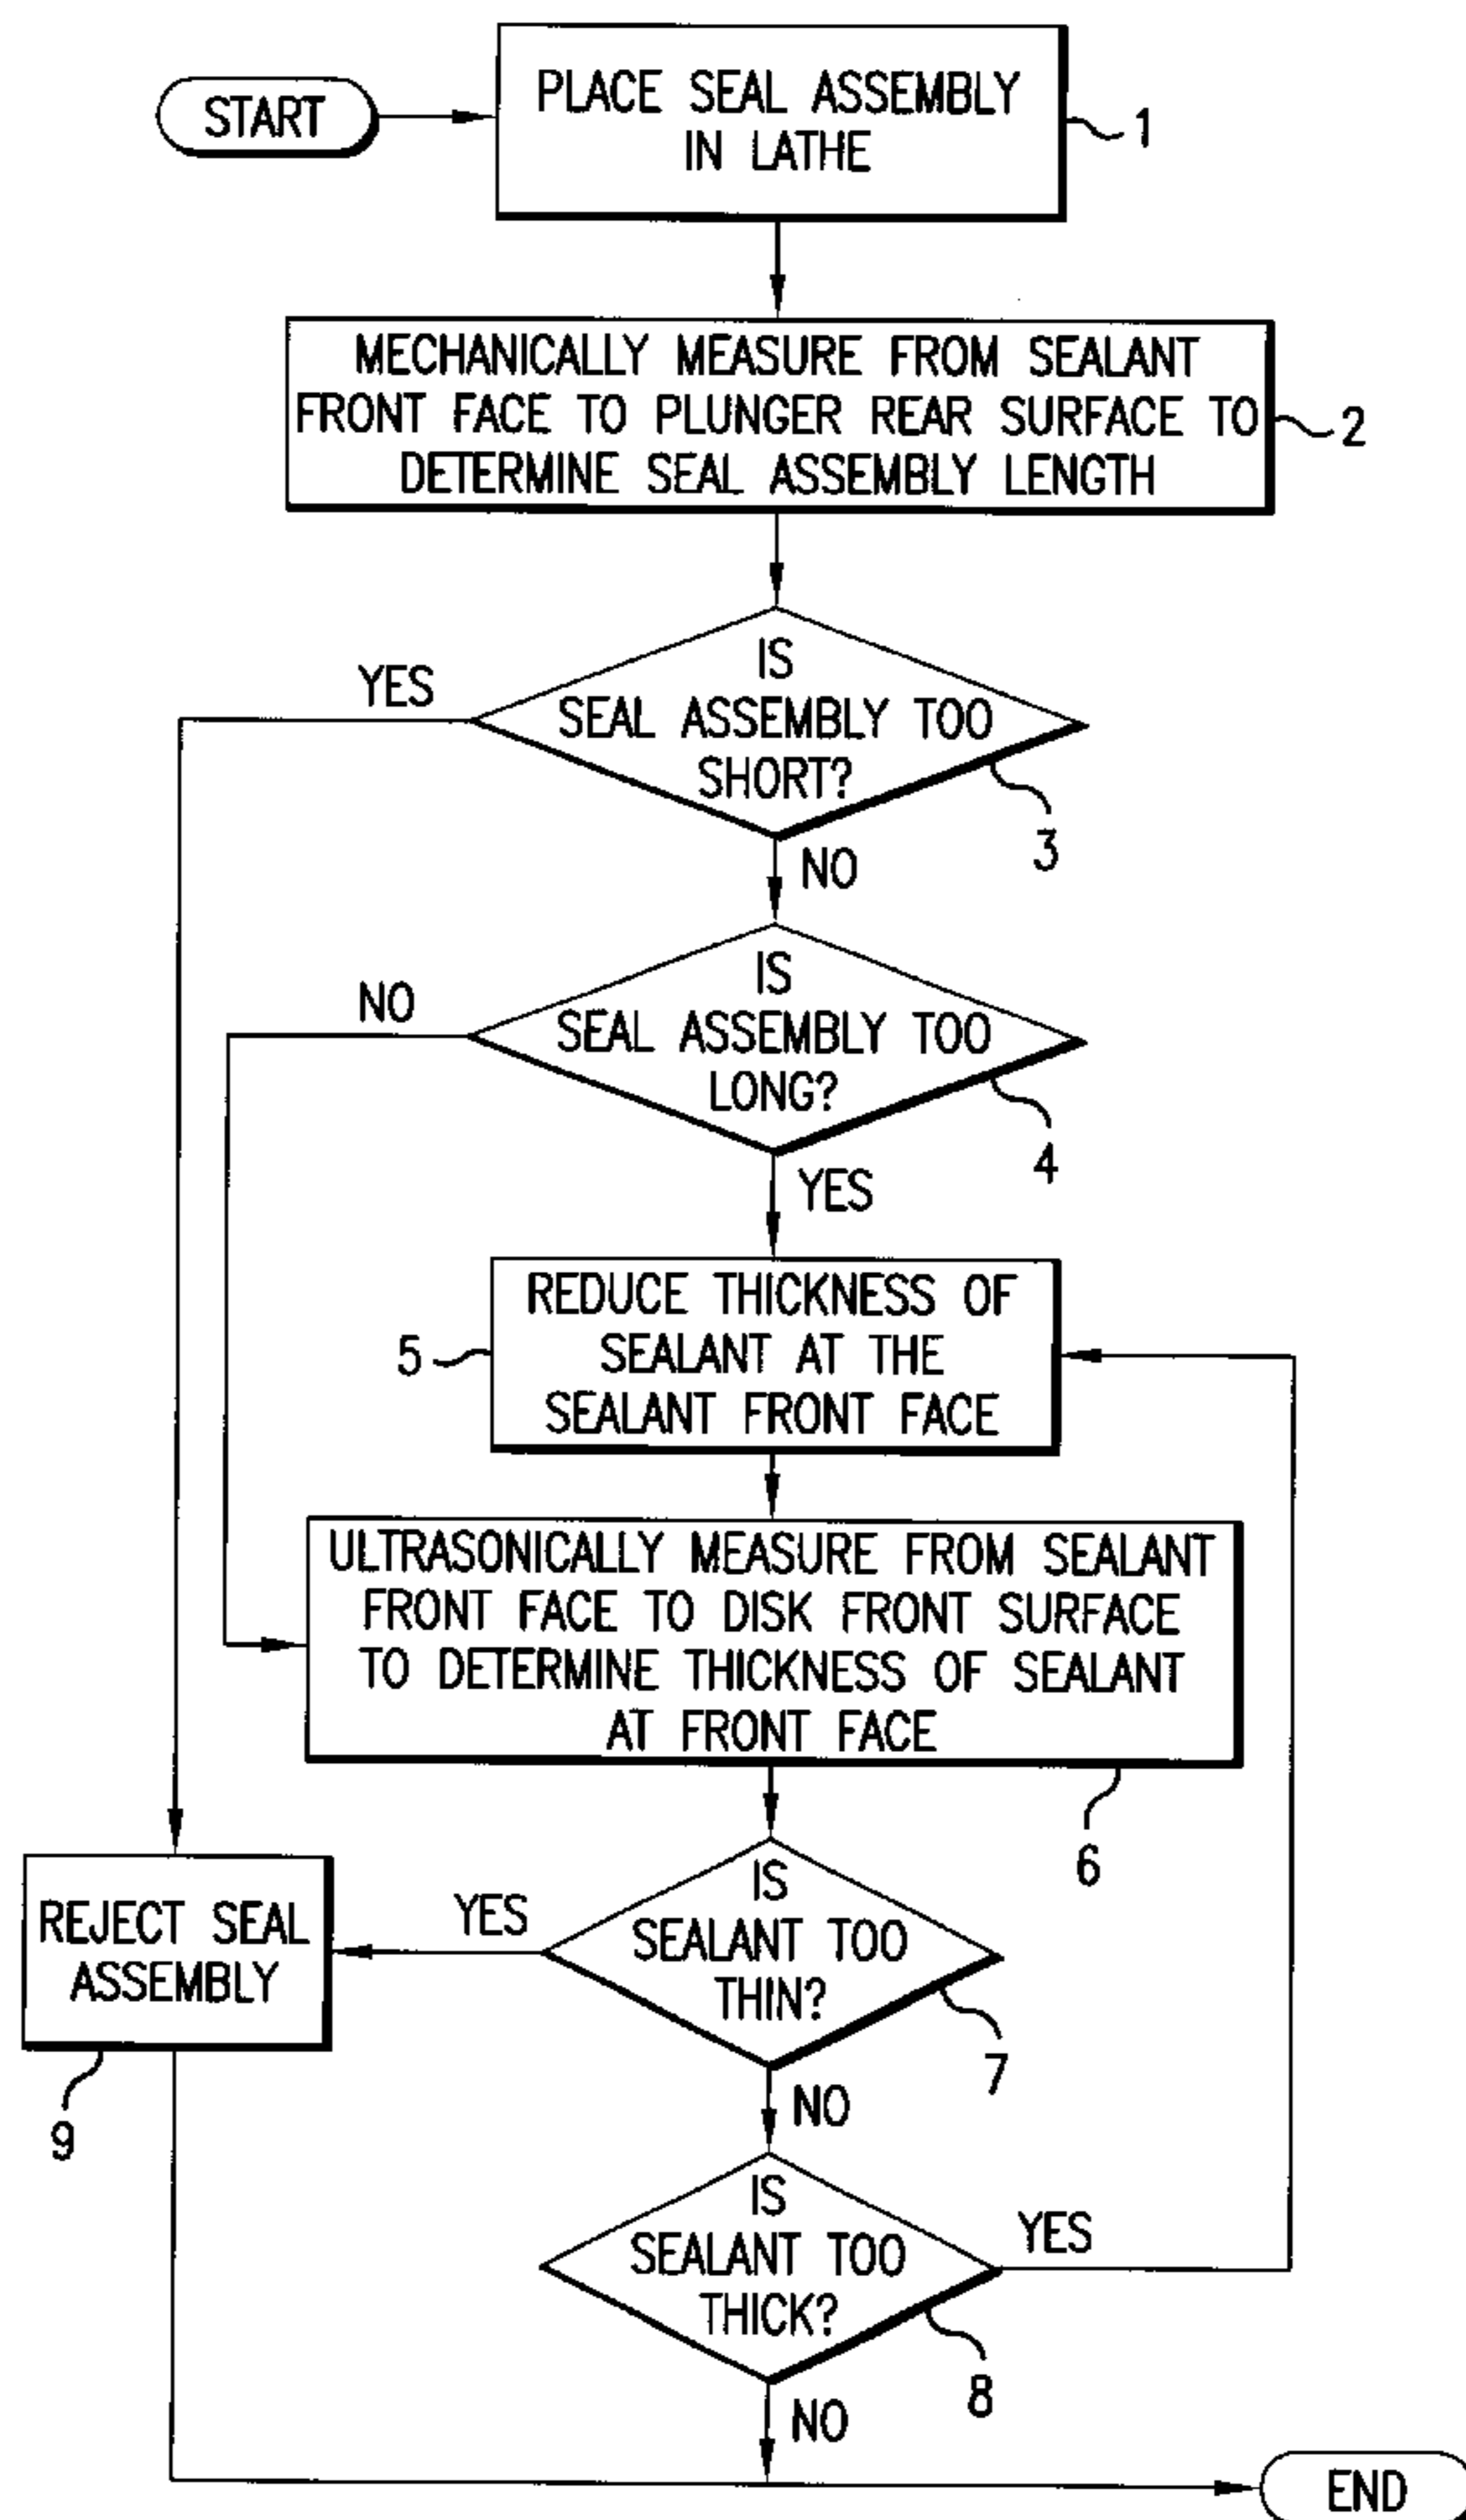 START
PLACE SEAL ASSEMBLY
IN LATHE
1
MECHANICALLY MEASURE FROM SEALANT
FRONT FACE TO PLUNGER REAR SURFACE TO
DETERMINE SEAL ASSEMBLY LENGTH
2
IS
SEAL ASSEMBLY TOO
SHORT?
YES
3
NO
IS
SEAL ASSEMBLY TOO
LONG?
NO
4
YES
REDUCE THICKNESS OF
SEALANT AT THE
SEALANT FRONT FACE
5
ULTRASONICALLY MEASURE FROM SEALANT
FRONT FACE TO DISK FRONT SURFACE
TO DETERMINE THICKNESS OF SEALANT
AT FRONT FACE
6
IS
SEALANT TOO
THIN?
YES
7
REJECT SEAL
ASSEMBLY
9
NO
IS
SEALANT TOO
THICK?
YES
8
NO
END